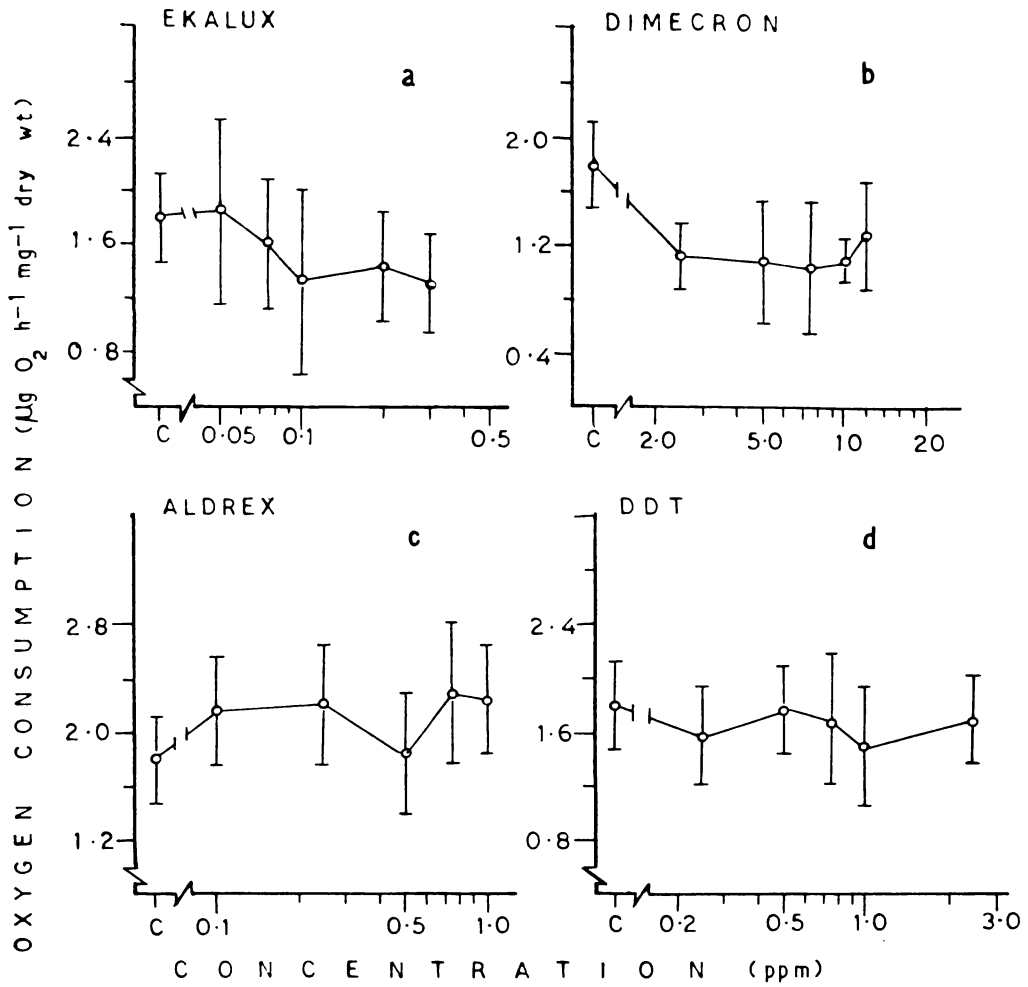 EKALUX
a
2.4
1.6
0.8
C 0.05 0.1 0.5
DIMECRON
b
2.0
1.2
0.4
C 2.0 5.0 10 20
ALDREX
c
2.8
2.0
1.2
C 0.1 0.5 1.0
DDT
d
2.4
1.6
0.8
C 0.2 0.5 1.0 3.0
OXYGEN CONSUMPTION (µg O₂ h⁻¹ mg⁻¹ dry wt)
CONCENTRATION (ppm)